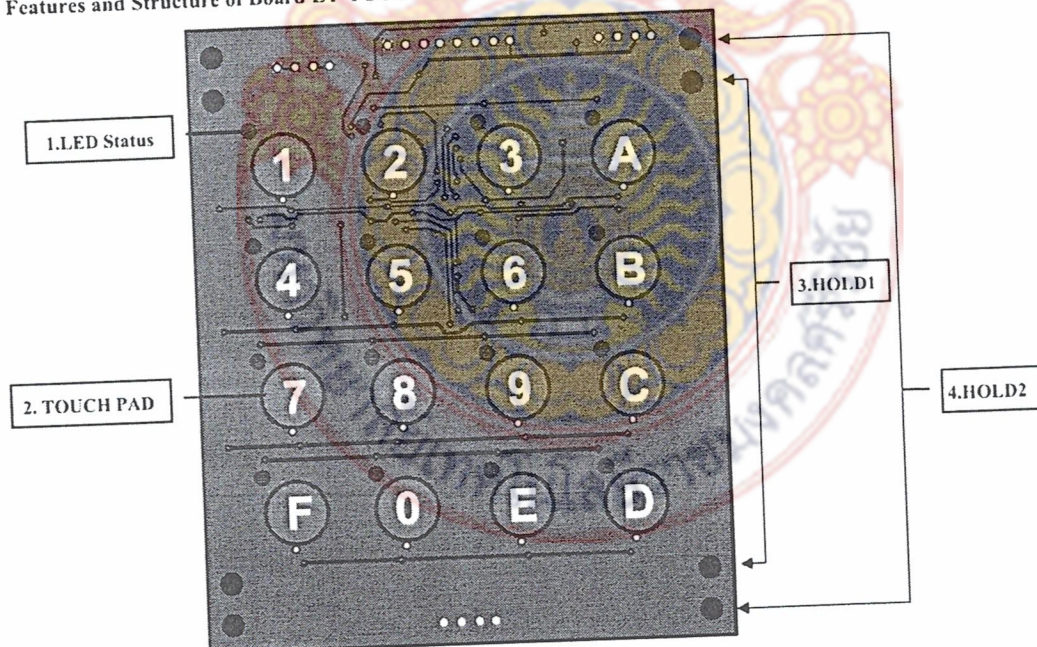 Features and Structure of Board
1.LED Status
1 2 3 A
4 5 6 B
3.HOLD1
7 8 9 C
2. TOUCH PAD
4.HOLD2
F 0 E D